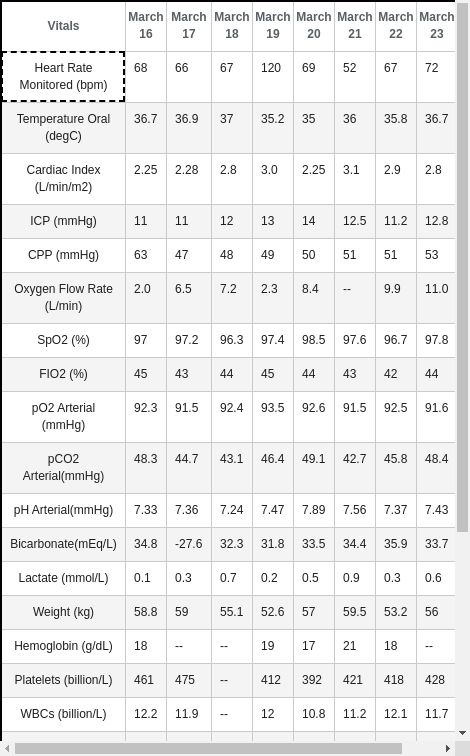 Vitals March 16 March 17 March 18 March 19 March 20 March 21 March 22 March 23
Heart Rate Monitored (bpm) 68 66 67 120 69 52 67 72
Temperature Oral (degC) 36.7 36.9 37 35.2 35 36 35.8 36.7
Cardiac Index (L/min/m2) 2.25 2.28 2.8 3.0 2.25 3.1 2.9 2.8
ICP (mmHg) 11 11 12 13 14 12.5 11.2 12.8
CPP (mmHg) 63 47 48 49 50 51 51 53
Oxygen Flow Rate (L/min) 2.0 6.5 7.2 2.3 8.4 -- 9.9 11.0
SpO2 (%) 97 97.2 96.3 97.4 98.5 97.6 96.7 97.8
FIO2 (%) 45 43 44 45 44 43 42 44
pO2 Arterial (mmHg) 92.3 91.5 92.4 93.5 92.6 91.5 92.5 91.6
pCO2 Arterial(mmHg) 48.3 44.7 43.1 46.4 49.1 42.7 45.8 48.4
pH Arterial(mmHg) 7.33 7.36 7.24 7.47 7.89 7.56 7.37 7.43
Bicarbonate(mEq/L) 34.8 -27.6 32.3 31.8 33.5 34.4 35.9 33.7
Lactate (mmol/L) 0.1 0.3 0.7 0.2 0.5 0.9 0.3 0.6
Weight (kg) 58.8 59 55.1 52.6 57 59.5 53.2 56
Hemoglobin (g/dL) 18 -- -- 19 17 21 18 --
Platelets (billion/L) 461 475 -- 412 392 421 418 428
WBCs (billion/L) 12.2 11.9 -- 12 10.8 11.2 12.1 11.7